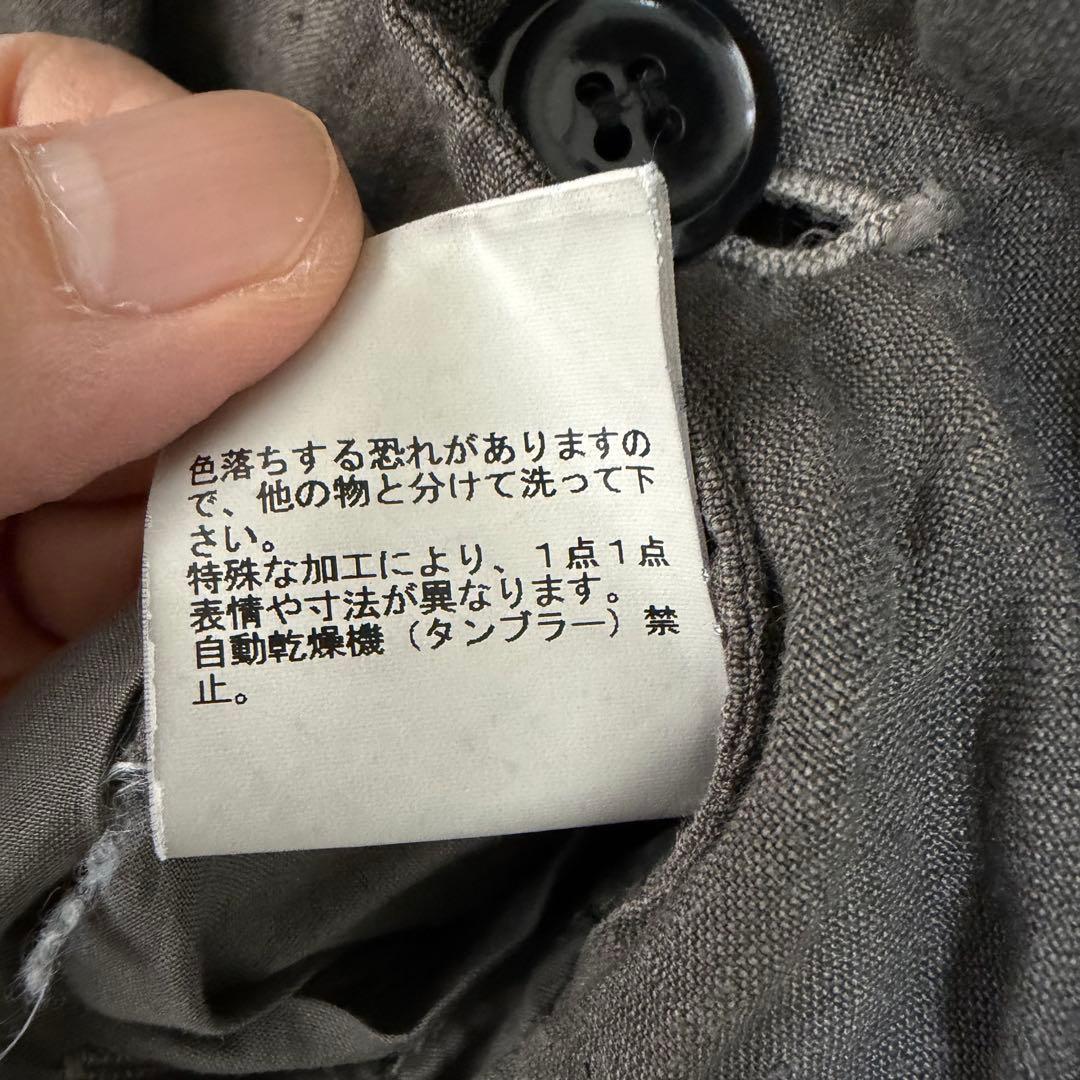 色落ちする恐れがありますの
で、他の物と分けて洗って下
さい。
特殊な加工により、１点１点
表情や寸法が異なります。
自動乾燥機（タンブラー）禁
止。